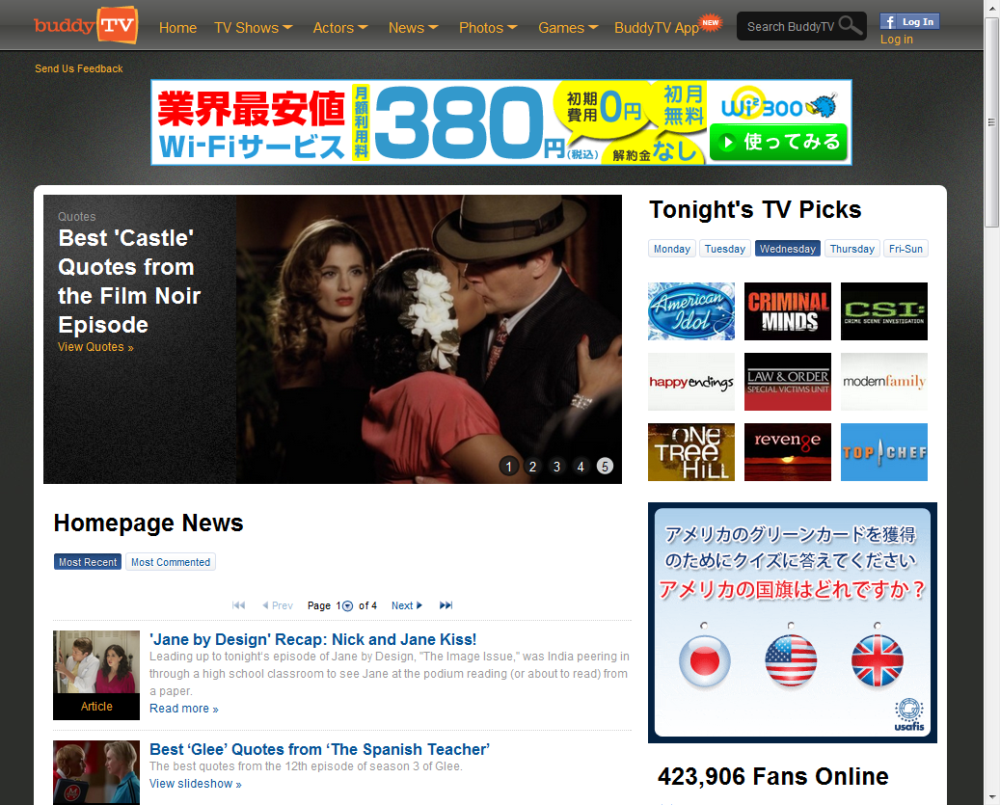 buddyTV
Home
TV Shows
Actors
News
Photos
Games
BuddyTV App
NEW
Search BuddyTV
f Log In
Log in
Send Us Feedback
業界最安値
Wi-Fiサービス
月額利用料
380円
(税込)
初期費用0円
初月無料
解約金なし
Wi2 300
使ってみる
Quotes
Best 'Castle'
Quotes from
the Film Noir
Episode
View Quotes »
1 2 3 4 5
Tonight's TV Picks
Monday Tuesday Wednesday Thursday Fri-Sun
American Idol
CRIMINAL MINDS
CSI:
CRIME SCENE INVESTIGATION
happy endings
LAW & ORDER
SPECIAL VICTIMS UNIT
modern family
ONE TREE HILL
revenge
TOP CHEF
アメリカのグリーンカードを獲得
のためにクイズに答えてください
アメリカの国旗はどれですか？
usafis
423,906 Fans Online
Homepage News
Most Recent Most Commented
Prev Page 1 of 4 Next
'Jane by Design' Recap: Nick and Jane Kiss!
Leading up to tonight's episode of Jane by Design, "The Image Issue," was India peering in
through a high school classroom to see Jane at the podium reading (or about to read) from
a paper.
Read more »
Article
Best ‘Glee’ Quotes from ‘The Spanish Teacher’
The best quotes from the 12th episode of season 3 of Glee.
View slideshow »